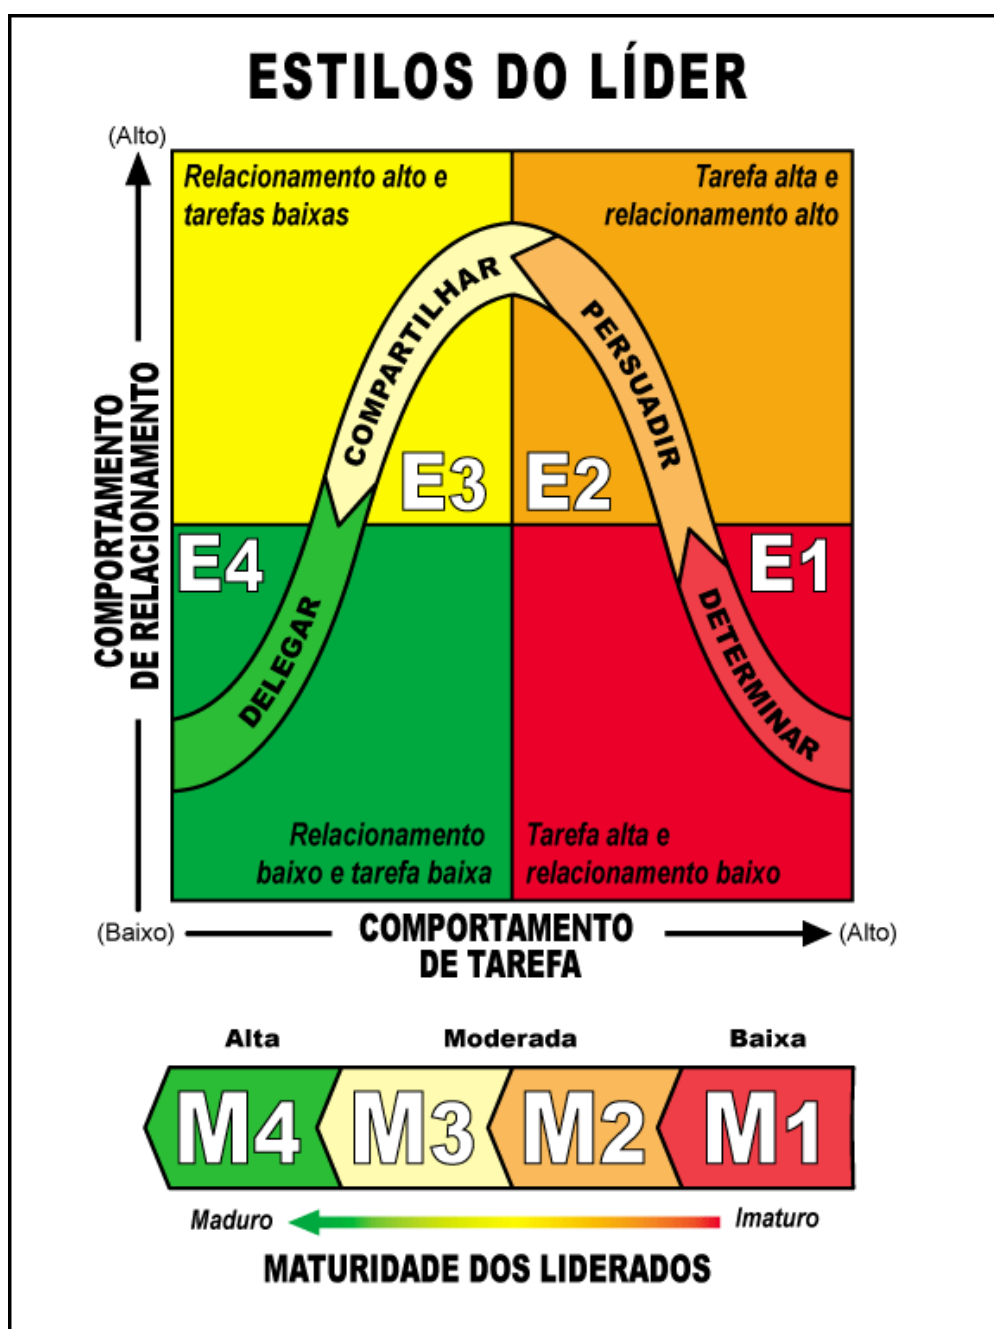 ESTILOS DO LÍDER
(Alto)
Relacionamento alto e
tarefas baixas
Tarefa alta e
relacionamento alto
COMPARTILHAR
PERSUADIR
COMPORTAMENTO
DE RELACIONAMENTO
E3
E2
E4
E1
DELEGAR
DETERMINAR
Relacionamento
baixo e tarefa baixa
Tarefa alta e
relacionamento baixo
(Baixo)
COMPORTAMENTO
DE TAREFA
(Alto)
Alta
Moderada
Baixa
M4
M3
M2
M1
Maduro
Imaturo
MATURIDADE DOS LIDERADOS